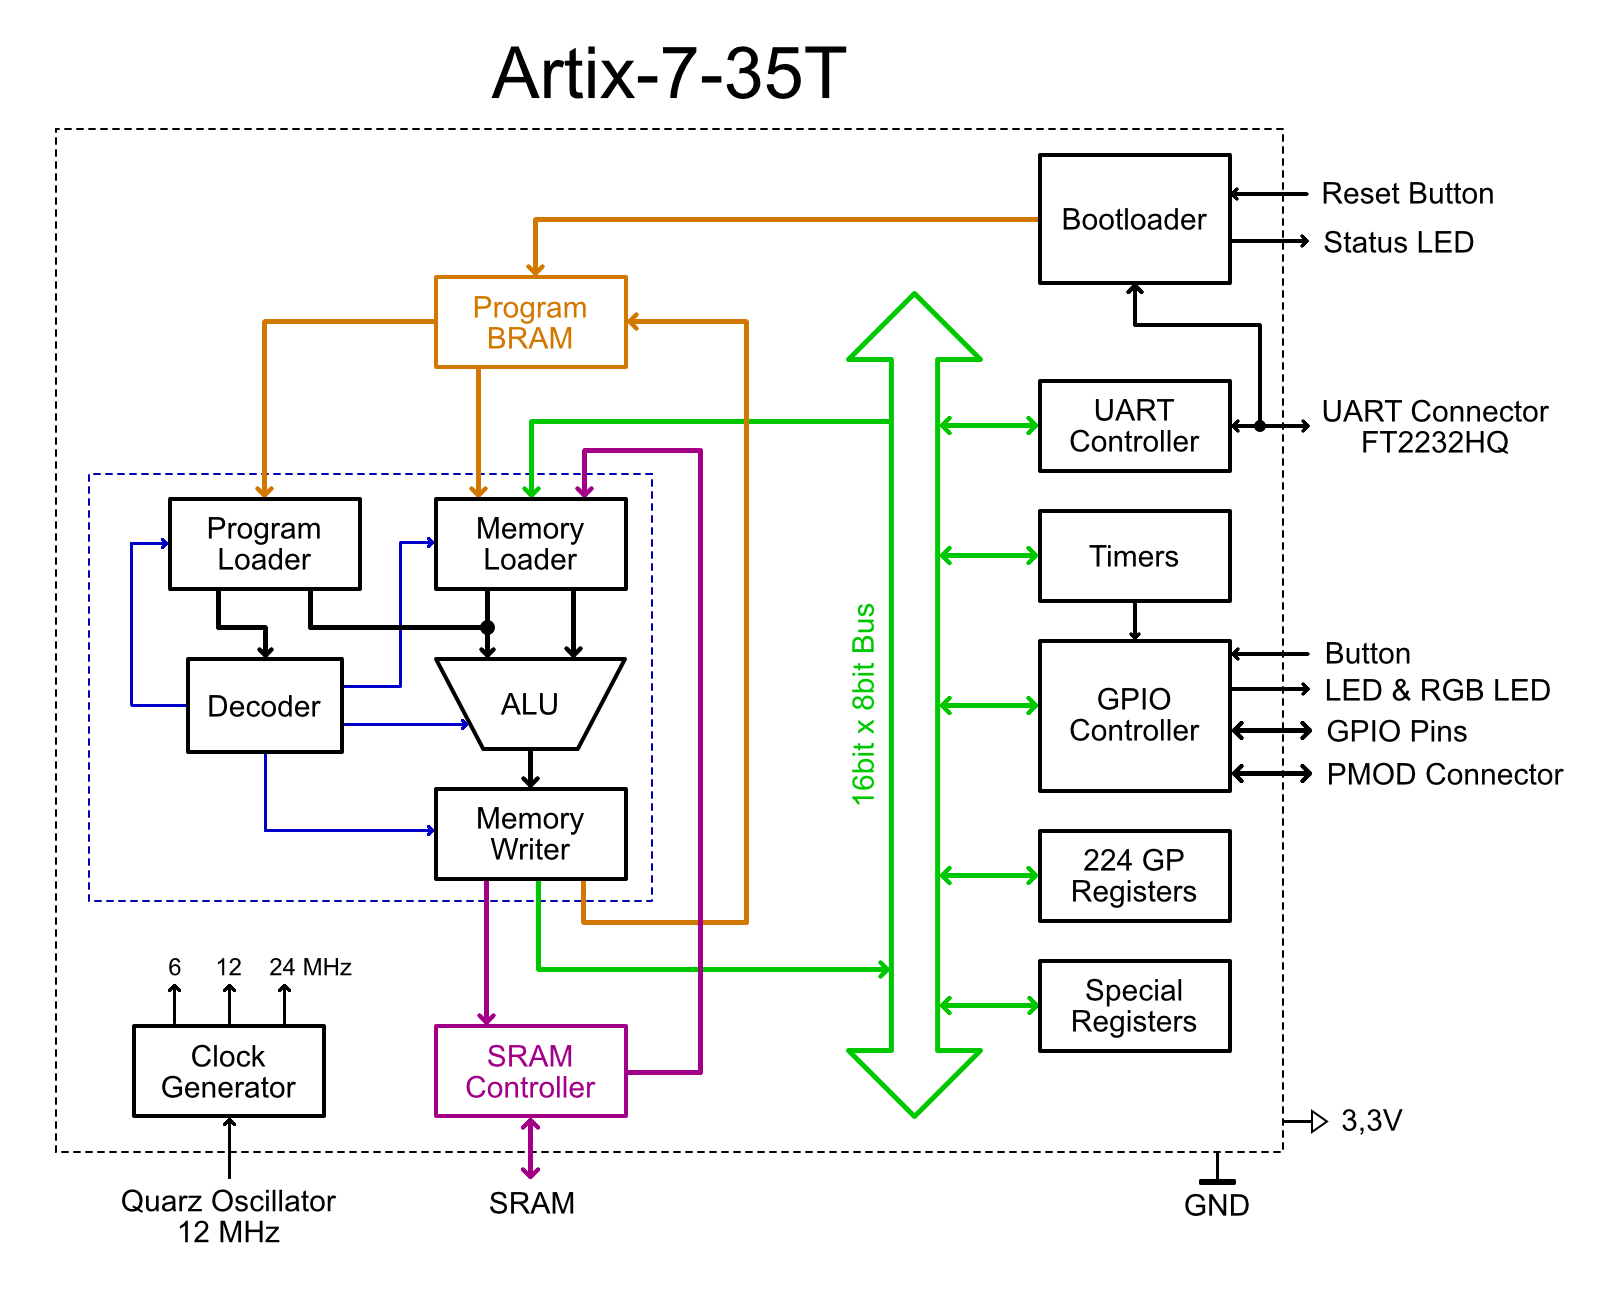 Artix-7-35T
Bootloader
Reset Button
Status LED
Program
BRAM
UART
Controller
UART Connector
FT2232HQ
Program
Loader
Memory
Loader
Timers
16bit x 8bit Bus
Decoder
ALU
GPIO
Controller
Button
LED & RGB LED
GPIO Pins
PMOD Connector
Memory
Writer
224 GP
Registers
6
12
24 MHz
Special
Registers
Clock
Generator
SRAM
Controller
3,3V
Quarz Oscillator
12 MHz
SRAM
GND